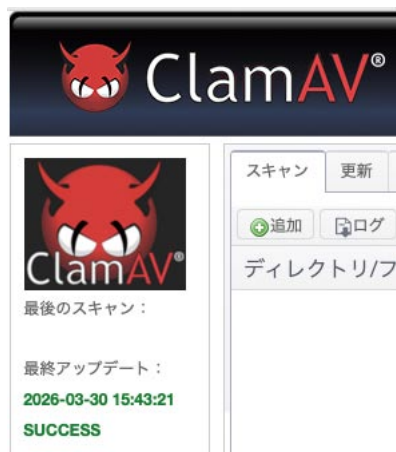 ClamAV®
スキャン 更新
追加 ログ
ディレクトリ/フ
ClamAV®
最後のスキャン：
最終アップデート：
2026-03-30 15:43:21
SUCCESS